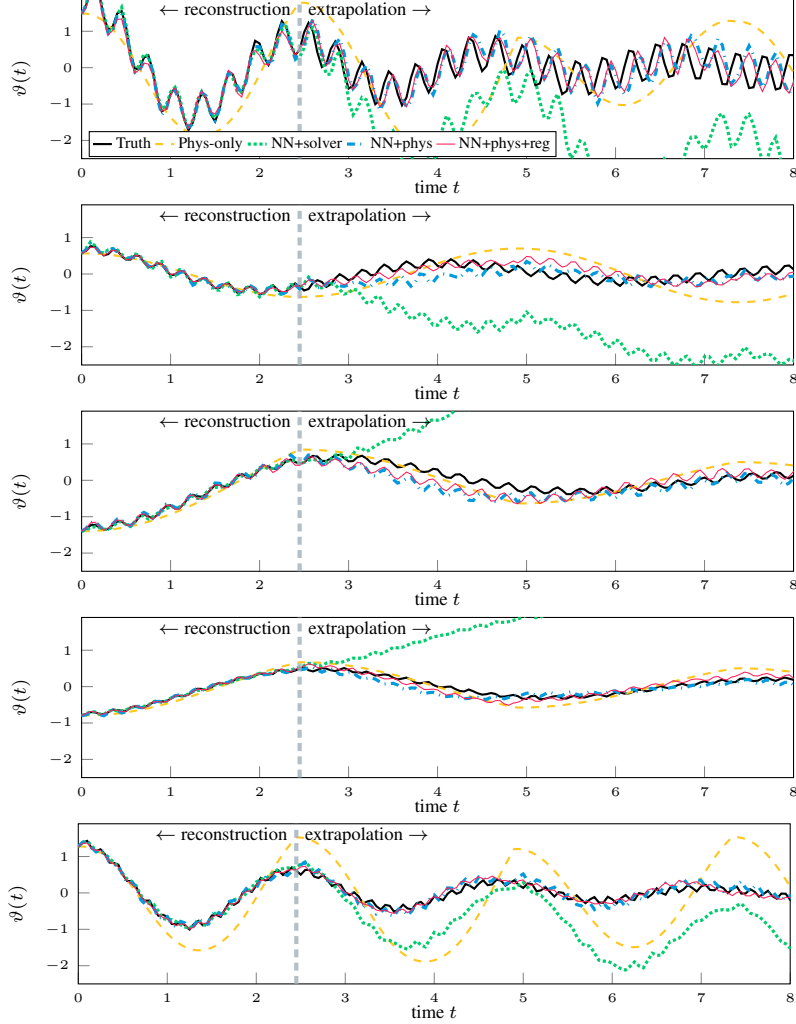 ← reconstruction extrapolation →
1
0
−1
−2
ϑ(t)
Truth Phys-only NN+solver NN+phys NN+phys+reg
0 1 2 3 4 5 6 7 8
time t
← reconstruction extrapolation →
1
0
−1
−2
ϑ(t)
0 1 2 3 4 5 6 7 8
time t
← reconstruction extrapolation →
1
0
−1
−2
ϑ(t)
0 1 2 3 4 5 6 7 8
time t
← reconstruction extrapolation →
1
0
−1
−2
ϑ(t)
0 1 2 3 4 5 6 7 8
time t
← reconstruction extrapolation →
1
0
−1
−2
ϑ(t)
0 1 2 3 4 5 6 7 8
time t